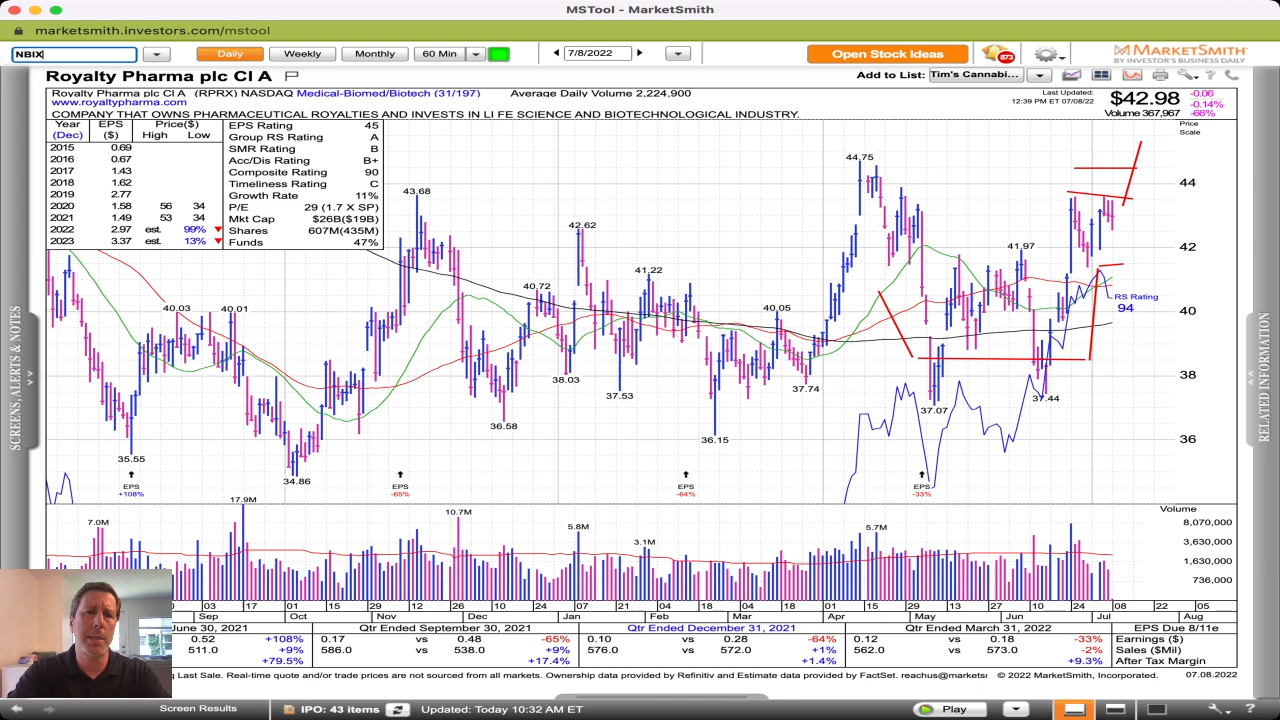 MSTool - MarketSmith
marketsmith.investors.com/mstool
NBIX Daily Weekly Monthly 60 Min 7/8/2022 Open Stock Ideas 873 MARKETSMITH
BY INVESTOR'S BUSINESS DAILY
Royalty Pharma plc Cl A Add to List: Tim's Cannabi...
Royalty Pharma plc Cl A (RPRX) NASDAQ Medical-Biomed/Biotech (31/197) Average Daily Volume 2,224,900
www.royaltypharma.com
COMPANY THAT OWNS PHARMACEUTICAL ROYALTIES AND INVESTS IN LI FE SCIENCE AND BIOTECHNOLOGICAL INDUSTRY.
Last Updated:
12:39 PM ET 07/08/22
$42.98 -0.06
-0.14%
Volume 367,967 -66%
Year EPS Price($)
(Dec) ($) High Low
2015 0.69
2016 0.67
2017 1.43
2018 1.62
2019 2.77
2020 1.58 56 34
2021 1.49 53 34
2022 2.97 est. 99%
2023 3.37 est. 13%
EPS Rating 45
Group RS Rating A
SMR Rating B
Acc/Dis Rating B+
Composite Rating 90
Timeliness Rating C
Growth Rate 11%
P/E 29 (1.7 X SP)
Mkt Cap $26B($19B)
Shares 607M(435M)
Funds 47%
Price
Scale
44
42
40
38
36
44.75
43.68
42.62
41.97
41.22
40.72
40.03
40.01
40.05
38.03
37.53
37.74
37.44
37.07
36.58
36.15
35.55
34.86
RS Rating
94
EPS
+108%
EPS
-65%
EPS
-64%
EPS
-33%
Volume
17.9M
10.7M
7.0M
5.8M
3.1M
5.7M
8,070,000
3,630,000
1,630,000
736,000
03 17 01 15 29 12 26 10 24 07 21 04 18 04 18 01 15 29 13 27 10 24 08 22 05
Sep Oct Nov Dec Jan Feb Mar Apr May Jun Jul Aug
June 30, 2021 Qtr Ended September 30, 2021 Qtr Ended December 31, 2021 Qtr Ended March 31, 2022 EPS Due 8/11e
0.52 +108% 0.17 vs 0.48 -65% 0.10 vs 0.28 -64% 0.12 vs 0.18 -33% Earnings ($)
511.0 +9% 586.0 vs 538.0 +9% 576.0 vs 572.0 +1% 562.0 vs 573.0 -2% Sales ($) Mil
+79.5% +17.4% +1.4% +9.3% After Tax Margin
Last Sale. Real-time quote and/or trade prices are not sourced from all markets. Ownership data provided by Refinitiv and Estimate data provided by FactSet. reachus@markets © 2022 MarketSmith, Incorporated. 07.08.2022
SCREENS, ALERTS & NOTES
RELATED INFORMATION
Screen Results IPO: 43 items Updated: Today 10:32 AM ET Play